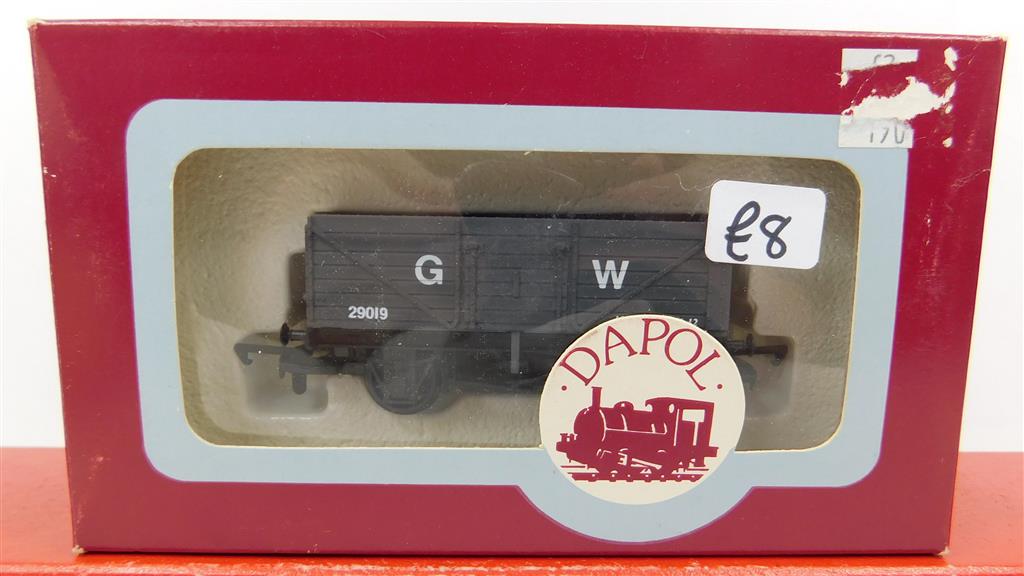 £8
G W
29019
· DAPOL ·